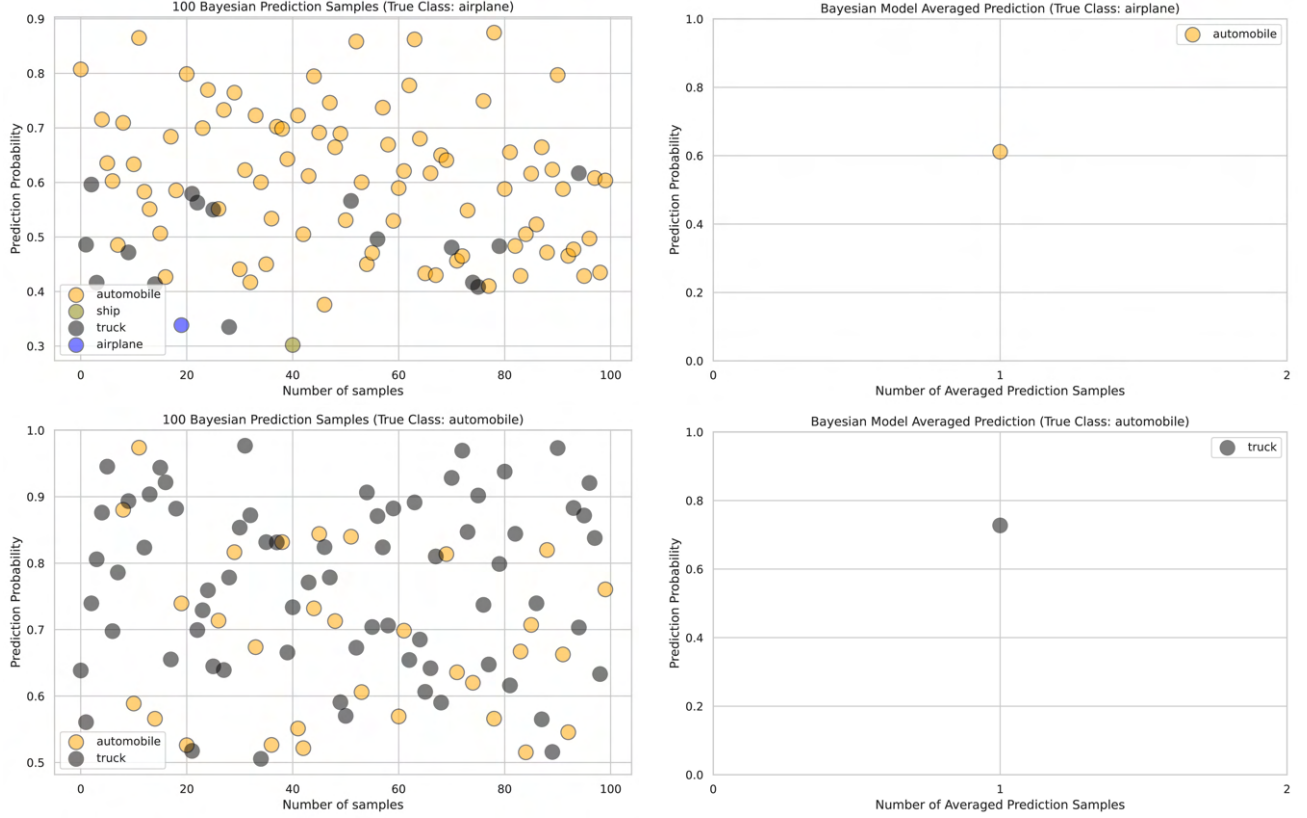 100 Bayesian Prediction Samples (True Class: airplane)
0.9
0.8
0.7
0.6
0.5
0.4
0.3
Prediction Probability
automobile
ship
truck
airplane
0
20
40
60
80
100
Number of samples
Bayesian Model Averaged Prediction (True Class: airplane)
1.0
0.8
0.6
0.4
0.2
0.0
Prediction Probability
automobile
0
1
2
Number of Averaged Prediction Samples
100 Bayesian Prediction Samples (True Class: automobile)
1.0
0.9
0.8
0.7
0.6
0.5
Prediction Probability
automobile
truck
0
20
40
60
80
100
Number of samples
Bayesian Model Averaged Prediction (True Class: automobile)
1.0
0.8
0.6
0.4
0.2
0.0
Prediction Probability
truck
0
1
2
Number of Averaged Prediction Samples